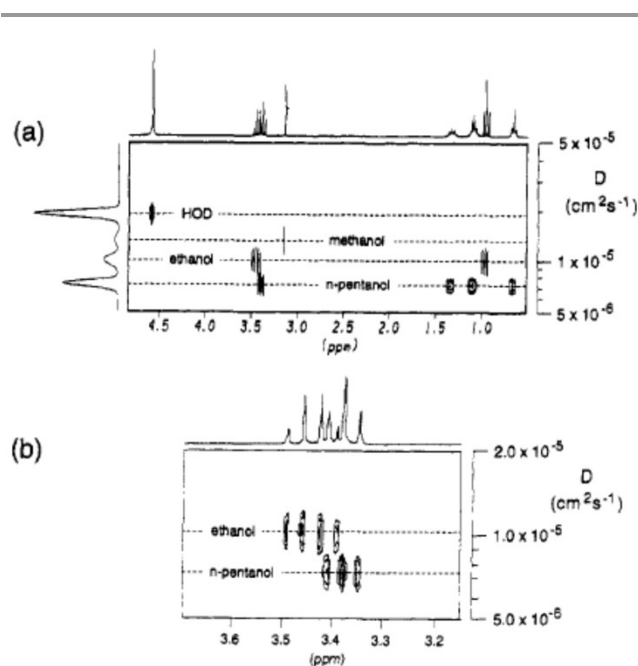 (a)
5 x 10⁻⁵
D
(cm²s⁻¹)
HOD
methanol
ethanol
1 x 10⁻⁵
n-pentanol
5 x 10⁻⁶
4.5 4.0 3.5 3.0 2.5 2.0 1.5 1.0
(ppm)
(b)
2.0 x 10⁻⁵
D
(cm²s⁻¹)
ethanol
1.0 x 10⁻⁵
n-pentanol
5.0 x 10⁻⁶
3.6 3.5 3.4 3.3 3.2
(ppm)